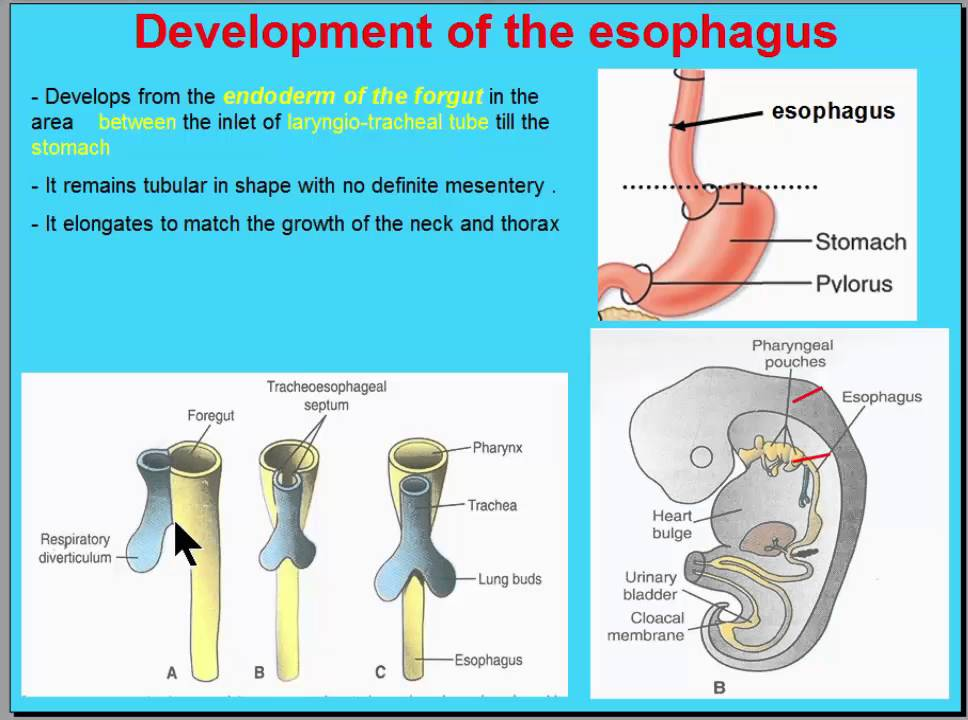 Development of the esophagus
- Develops from the endoderm of the forgut in the
area between the inlet of laryngio-tracheal tube till the
stomach
- It remains tubular in shape with no definite mesentery .
- It elongates to match the growth of the neck and thorax
esophagus
Stomach
Pvlorus
Tracheoesophageal
septum
Foregut
Pharynx
Trachea
Respiratory
diverticulum
Lung buds
Esophagus
A
B
C
Pharyngeal
pouches
Esophagus
Heart
bulge
Urinary
bladder
Cloacal
membrane
B